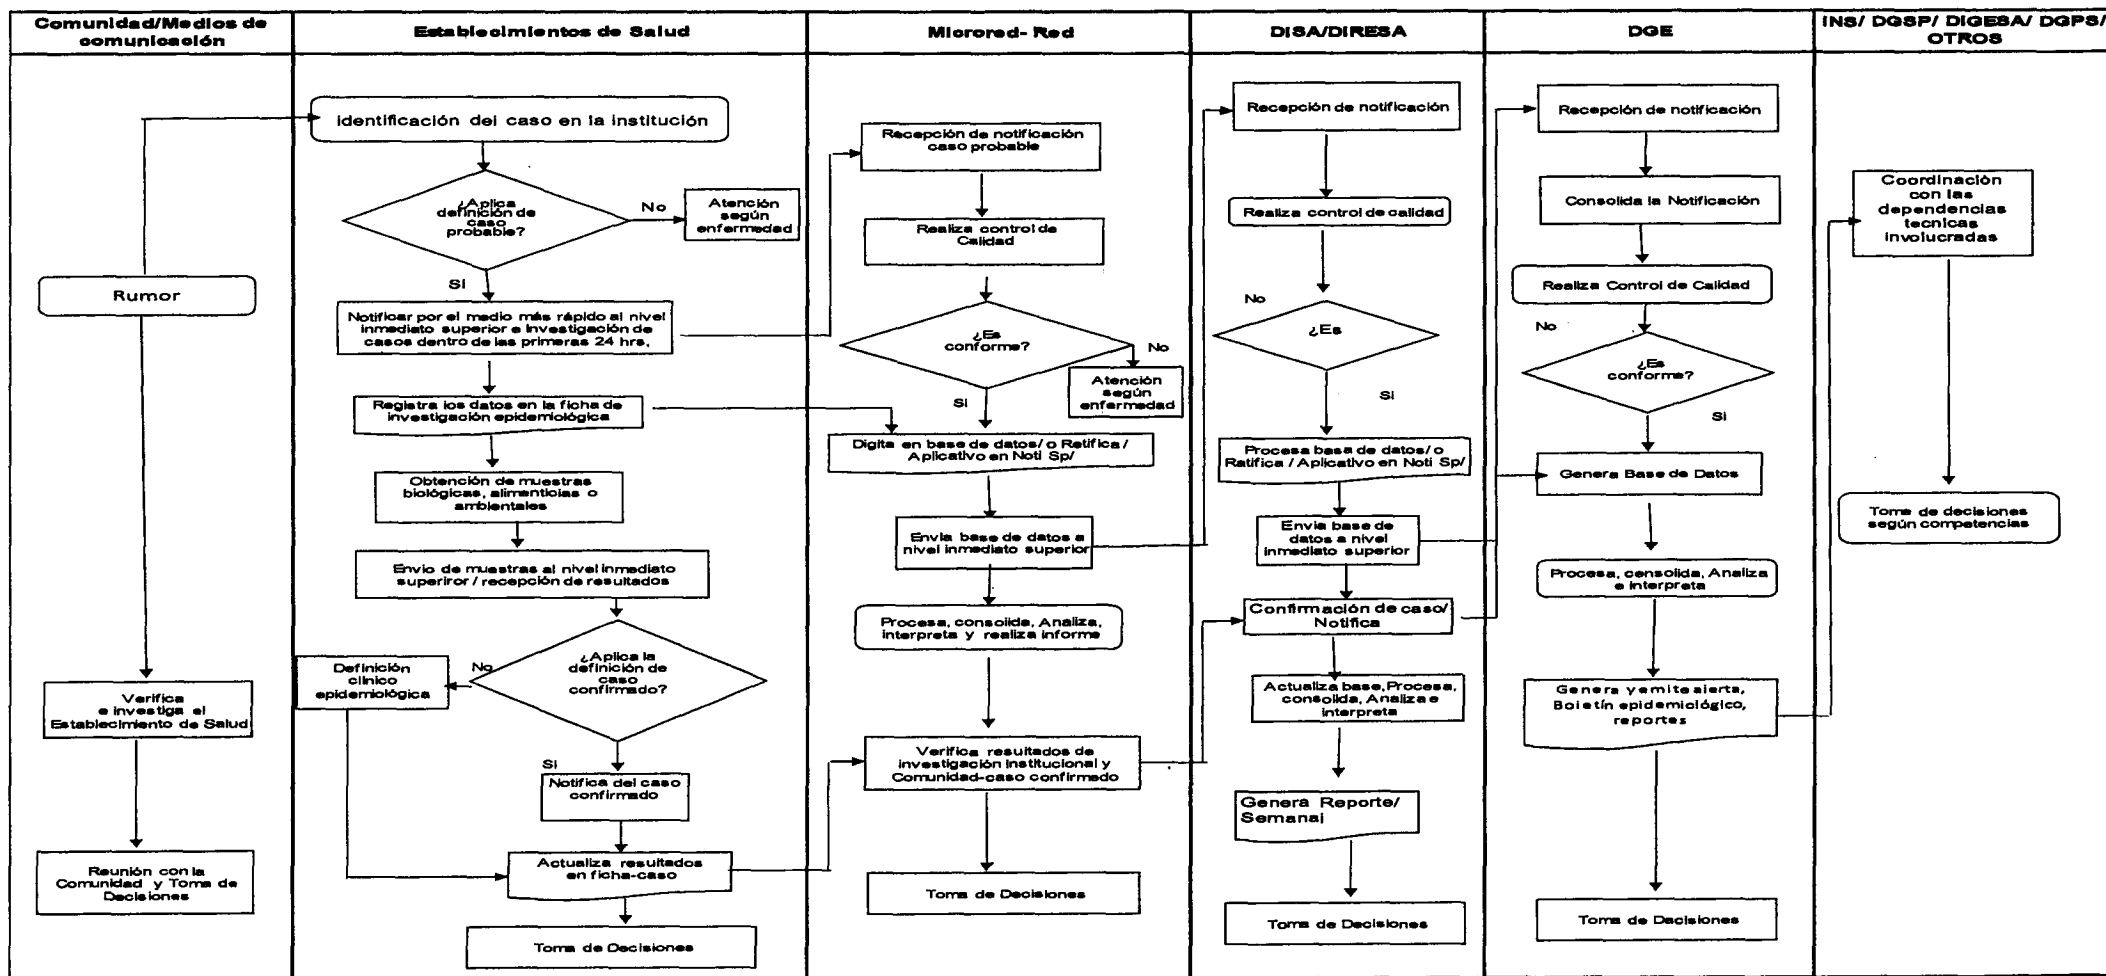 Comunidad/Medios de
comunicación
Establecimientos de Salud
Microred- Red
DISA/DIRESA
DGE
INS/ DGSP/ DIGESA/ DGPS/
OTROS
Rumor
Verifica
e investiga el
Establecimiento de Salud
Reunión con la
Comunidad y Toma de
Decisiones
Identificación del caso en la institución
¿Aplica
definición de
caso
probable?
No
Atención
según
enfermedad
Si
Notificar por el medio más rápido al nivel
inmediato superior e investigación de
casos dentro de las primeras 24 hrs.
Registra los datos en la ficha de
investigación epidemiológica
Obtención de muestras
biológicas, alimenticias o
ambientales
Envío de muestras al nivel inmediato
superiror / recepción de resultados
¿Aplica la
definición de
caso
confirmado?
No
Definición
clínico
epidemiológica
Si
Notifica del caso
confirmado
Actualiza resultados
en ficha-caso
Toma de Decisiones
Recepción de notificación
caso probable
Realiza control de
Calidad
¿Es
conforme?
No
Atención
según
enfermedad
Si
Digita en base de datos/ o Retifica /
Aplicativo en Noti Sp/
Envia base de datos a
nivel inmediato superior
Procesa, consolida, Analiza,
interpreta y realiza informe
Verifica resultados de
investigación institucional y
Comunidad-caso confirmado
Toma de Decisiones
Recepción de notificación
Realiza control de calidad
No
¿Es
Si
Procesa base de datos/ o
Ratifica / Aplicativo en Noti Sp/
Envia base de
datos a nivel
inmediato superior
Confirmación de caso/
Notifica
Actualiza base, Procesa,
consolida, Analiza e
interpreta
Genera Reporte/
Semanal
Toma de Decisiones
Recepción de notificación
Consolida la Notificación
Realiza Control de Calidad
No
¿Es
conforme?
Si
Genera Base de Datos
Procesa, censolida, Analiza
e interpreta
Genera y emite alerta,
Boletín epidemiológico,
reportes
Toma de Decisiones
Coordinación
con las
dependencias
tecnicas
involucradas
Toma de decisiones
según competencias